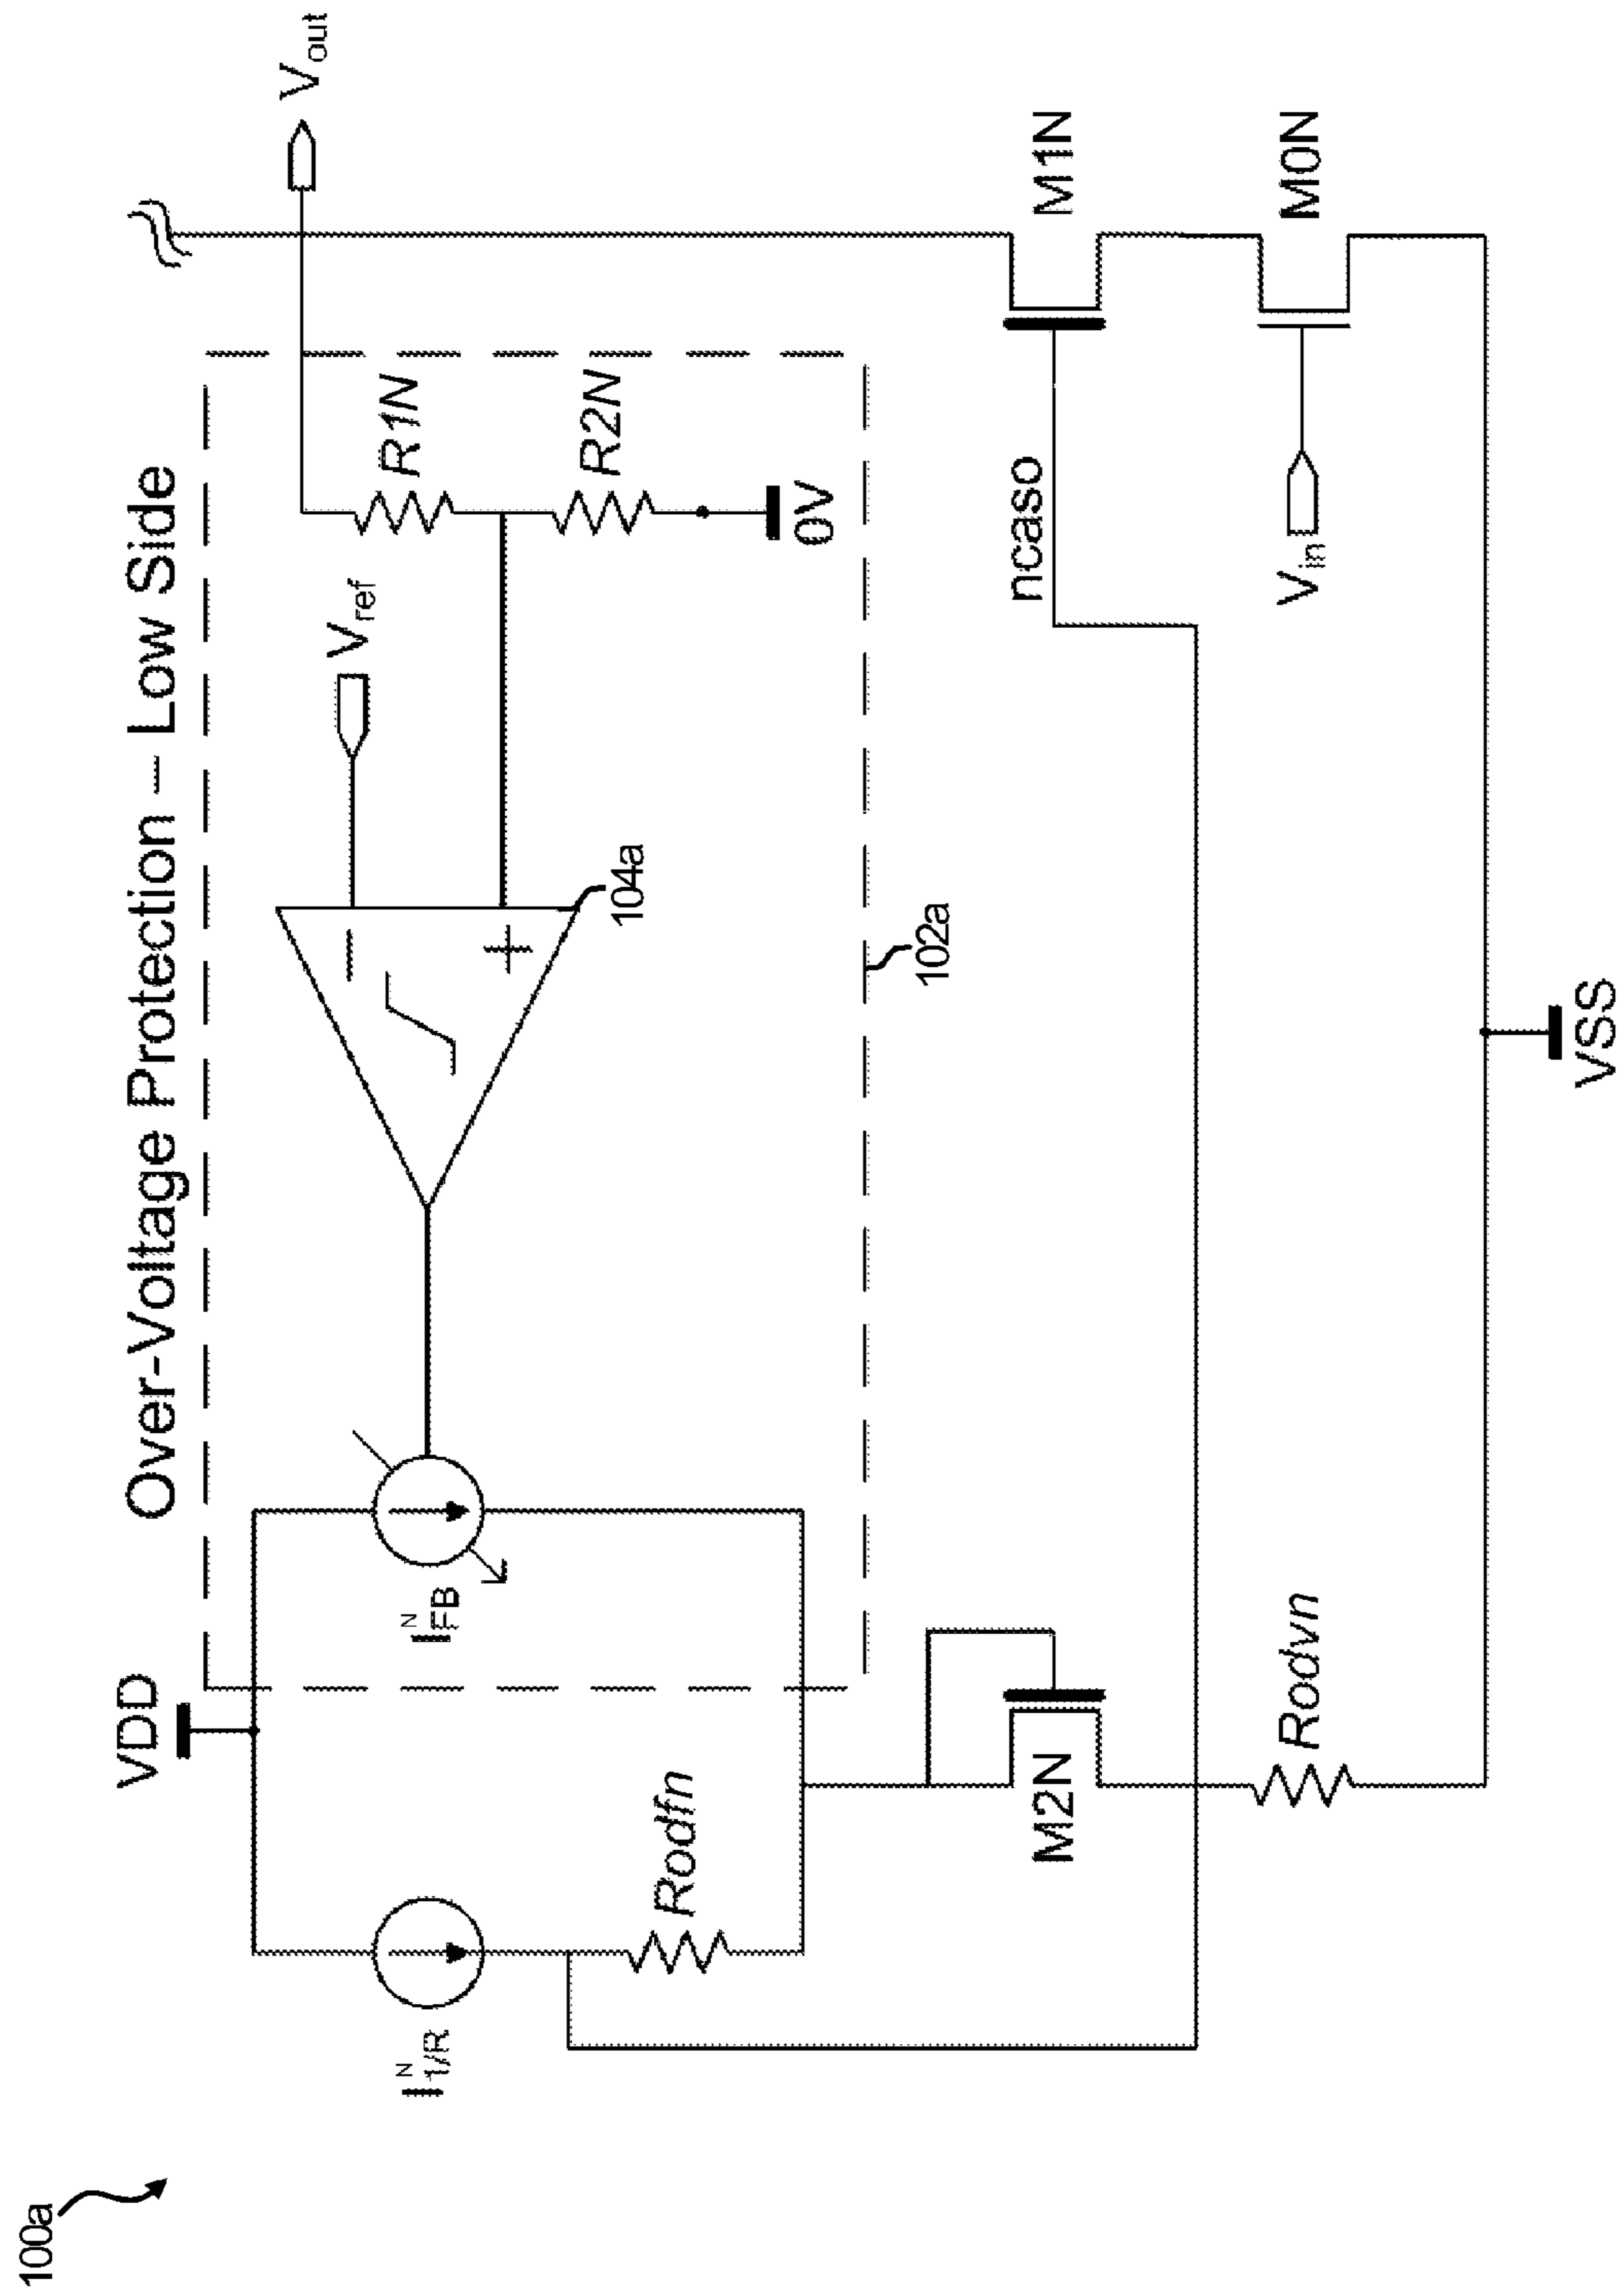 100a
Over-Voltage Protection – Low Side
VDD
V_out
V_ref
R1N
R2N
0V
I^N_1/R
I^N_FB
104a
Rodfn
102a
ncaso
M2N
M1N
V_in
Rodvn
M0N
VSS